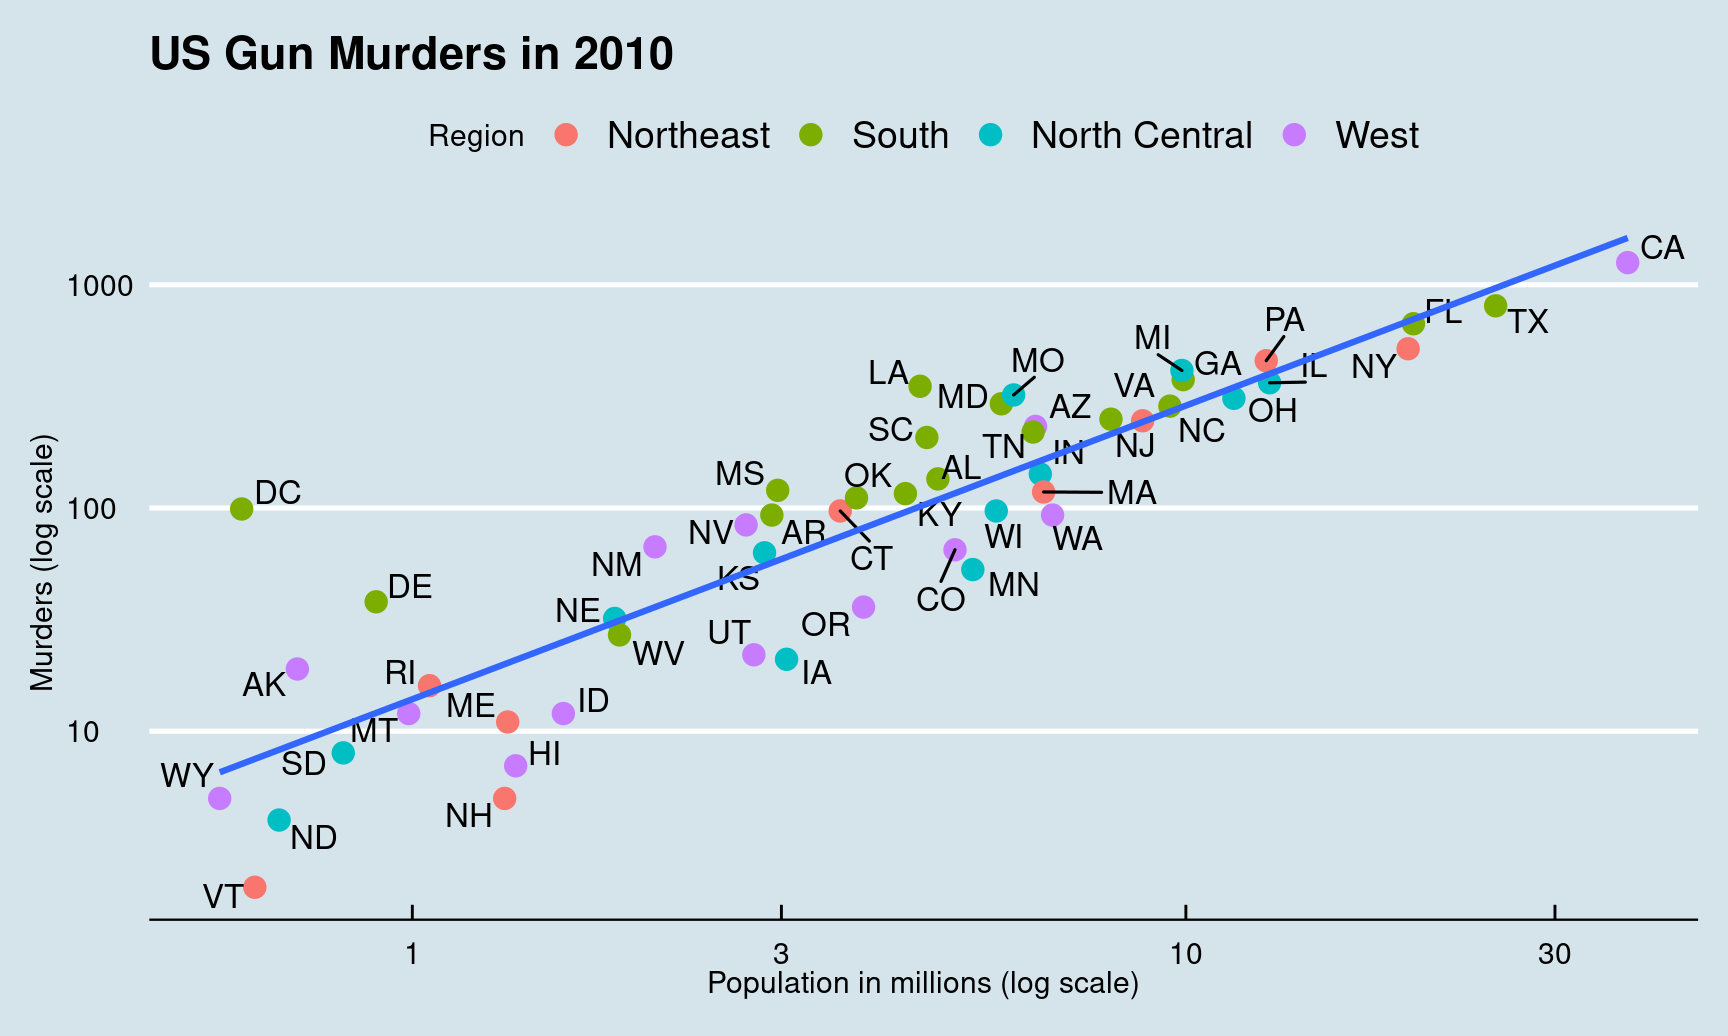 US Gun Murders in 2010
Region Northeast South North Central West
Murders (log scale)
1000
100
10
CA
FL
TX
PA
MI
IL
NY
GA
MO
LA
VA
MD
AZ
OH
SC
NC
TN
NJ
IN
AL
MS
OK
DC
MA
KY
NV
AR
WI
WA
CT
NM
KS
DE
MN
CO
NE
OR
UT
WV
RI
IA
AK
ID
ME
MT
HI
SD
WY
NH
ND
VT
1 3 10 30
Population in millions (log scale)